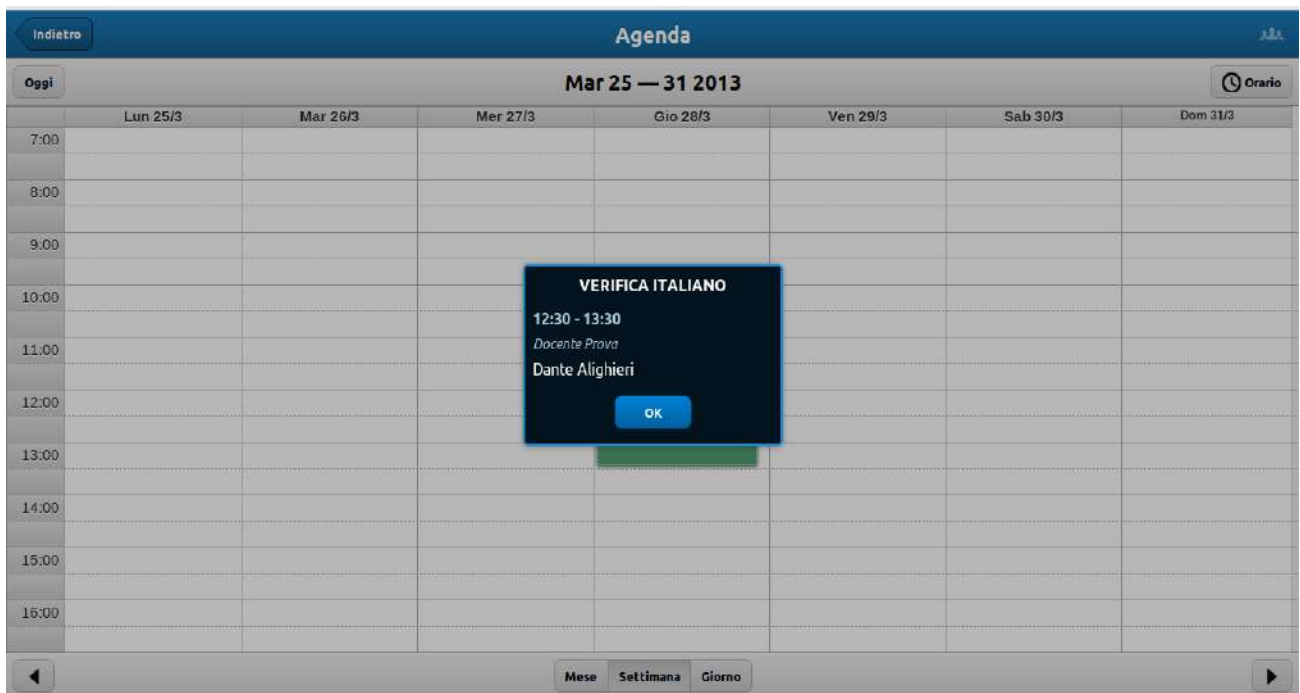 Indietro
Agenda
Oggi
Mar 25 — 31 2013
Orario
Lun 25/3 Mar 26/3 Mer 27/3 Gio 28/3 Ven 29/3 Sab 30/3 Dom 31/3
7:00
8:00
9:00
10:00
11:00
12:00
13:00
14:00
15:00
16:00
VERIFICA ITALIANO
12:30 - 13:30
Docente Prova
Dante Alighieri
OK
Mese Settimana Giorno